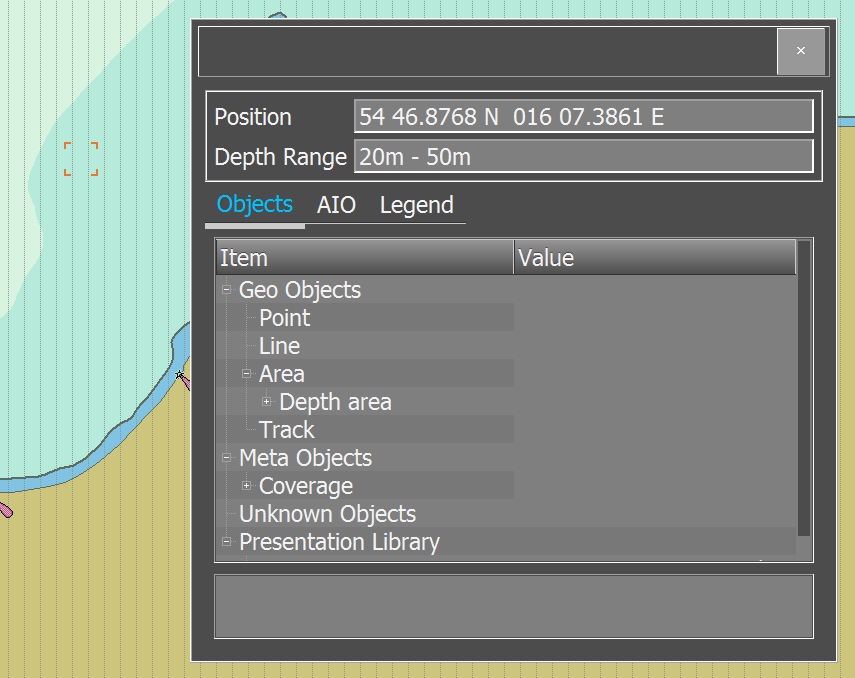 ×
Position 54 46.8768 N  016 07.3861 E
Depth Range 20m - 50m
Objects AIO Legend
Item Value
Geo Objects
Point
Line
Area
Depth area
Track
Meta Objects
Coverage
Unknown Objects
Presentation Library